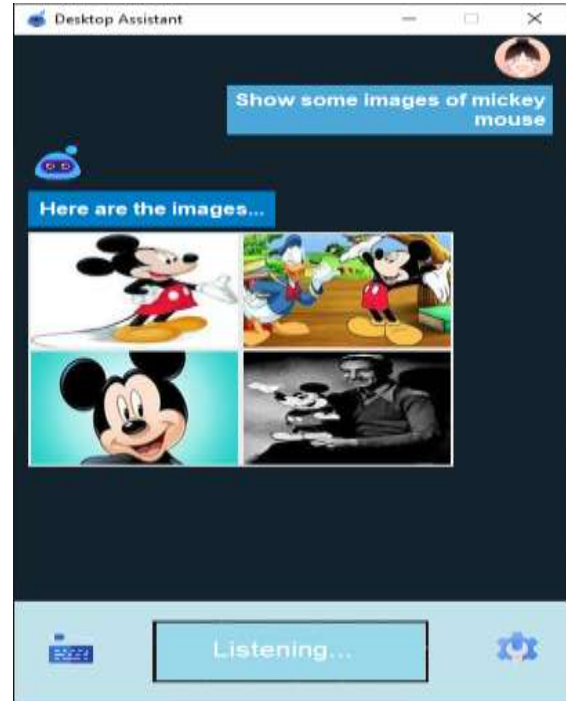 Desktop Assistant
Show some images of mickey
mouse
Here are the images...
Listening...